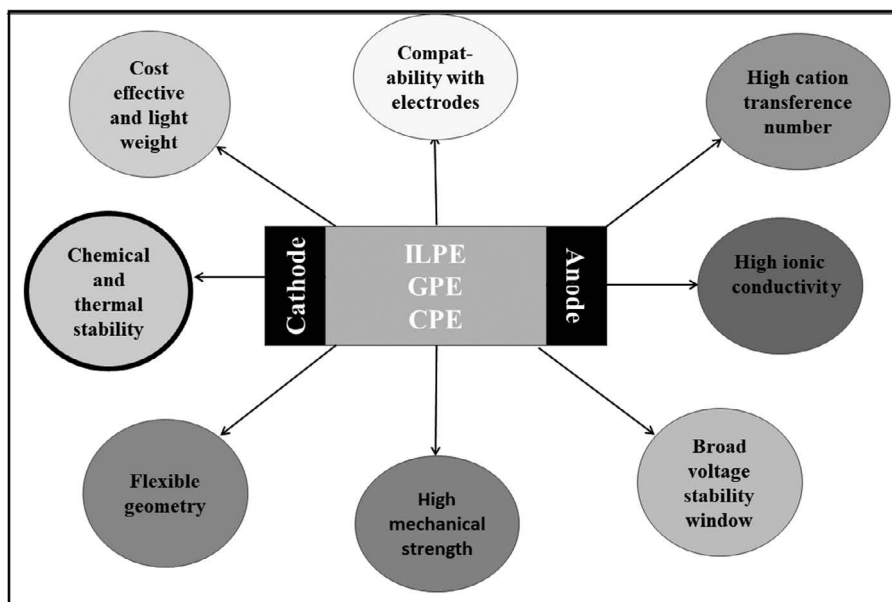 Cost
effective
and light
weight
Compat-
ability with
electrodes
High cation
transference
number
Chemical
and
thermal
stability
Cathode
ILPE
GPE
CPE
Anode
High ionic
conductivity
Flexible
geometry
High
mechanical
strength
Broad
voltage
stability
window